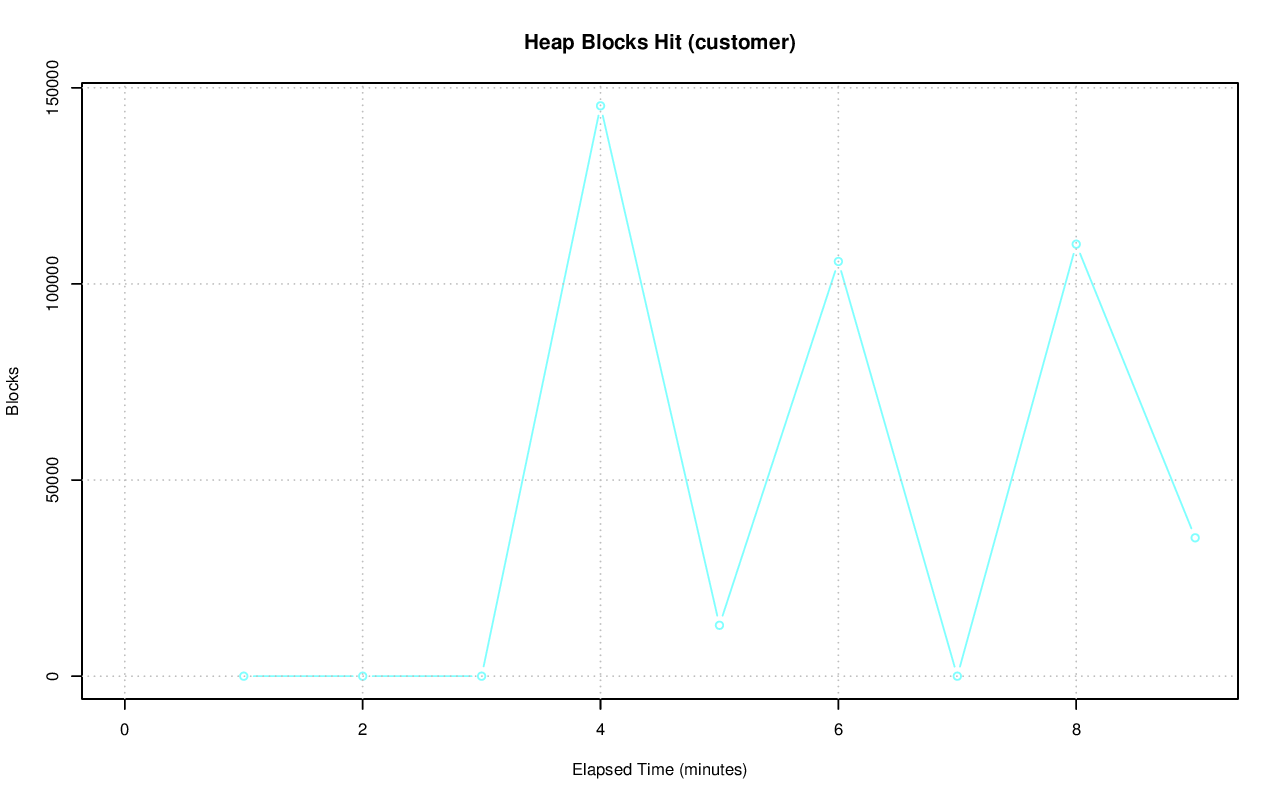 Heap Blocks Hit (customer)
150000
100000
50000
0
Blocks
0 2 4 6 8
Elapsed Time (minutes)